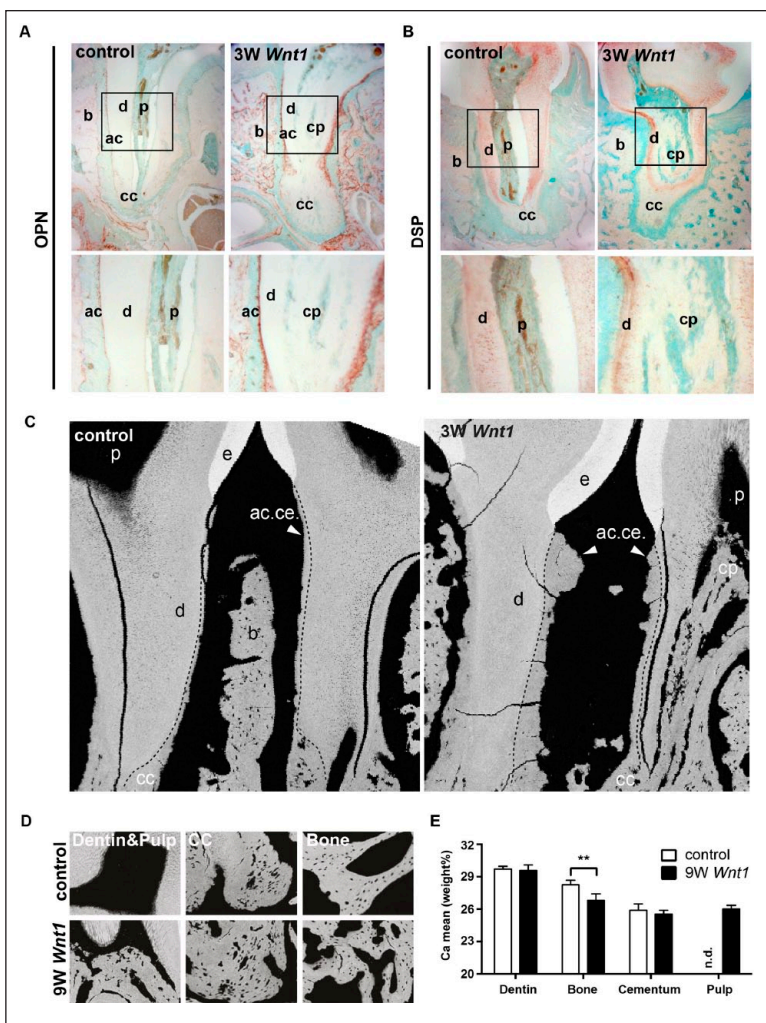 A
control
3W Wnt1
b
d
p
ac
cc
b
d
ac
cp
cc
OPN
ac
d
p
ac
d
cp
B
control
3W Wnt1
b
d
p
cc
b
d
cp
cc
DSP
d
p
d
cp
C
control
p
e
ac.ce.
d
b
cc
3W Wnt1
e
p
ac.ce.
cp
d
cc
D
Dentin&Pulp
CC
Bone
control
9W Wnt1
E
Ca mean (weight%)
32
29
26
23
20
**
control
9W Wnt1
n.d.
Dentin
Bone
Cementum
Pulp